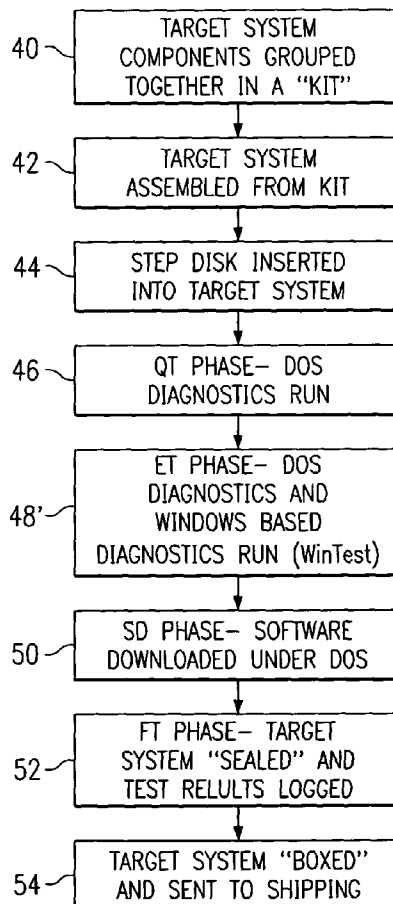 40
TARGET SYSTEM
COMPONENTS GROUPED
TOGETHER IN A "KIT"
42
TARGET SYSTEM
ASSEMBLED FROM KIT
44
STEP DISK INSERTED
INTO TARGET SYSTEM
46
QT PHASE- DOS
DIAGNOSTICS RUN
48'
ET PHASE- DOS
DIAGNOSTICS AND
WINDOWS BASED
DIAGNOSTICS RUN (WinTest)
50
SD PHASE- SOFTWARE
DOWNLOADED UNDER DOS
52
FT PHASE- TARGET
SYSTEM "SEALED" AND
TEST RELULTS LOGGED
54
TARGET SYSTEM "BOXED"
AND SENT TO SHIPPING